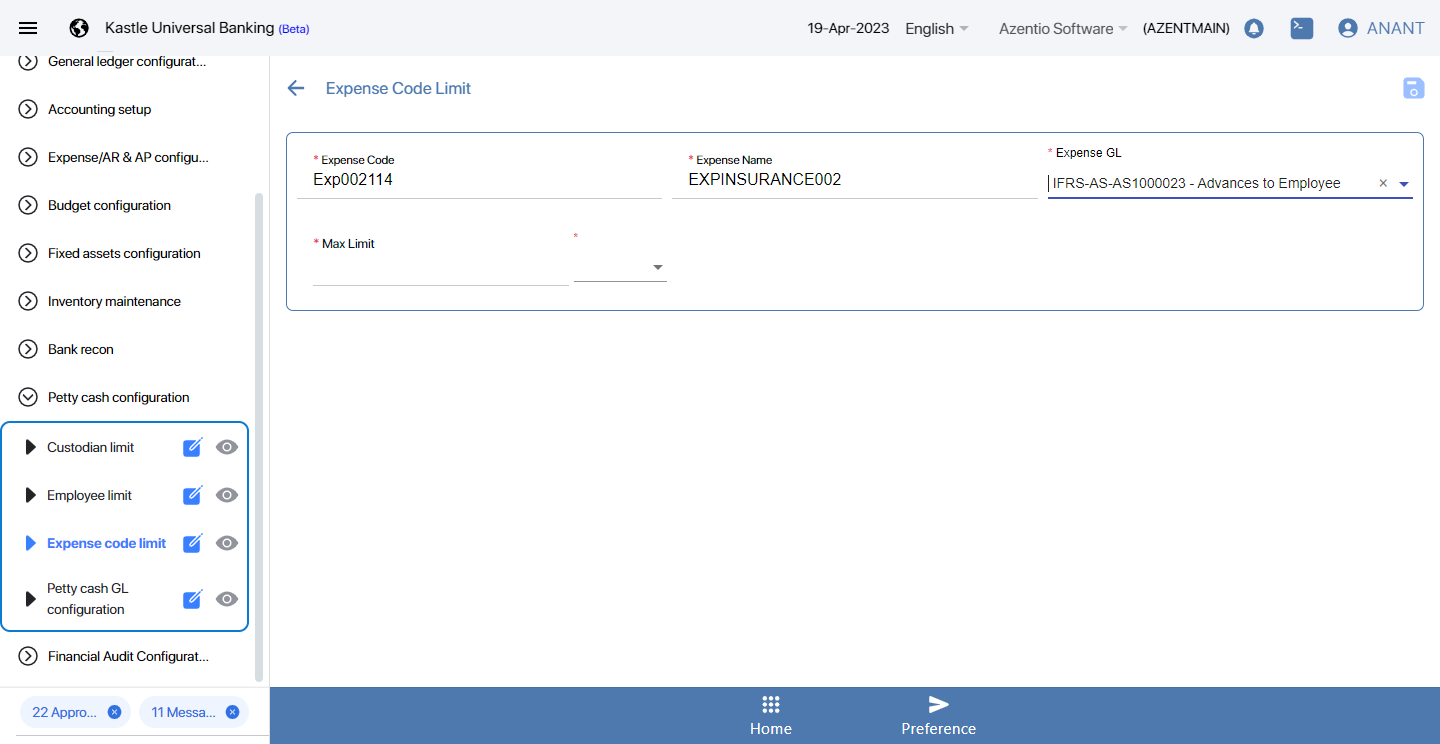 Kastle Universal Banking (Beta)
19-Apr-2023 English Azentio Software (AZENTMAIN) ANANT
General ledger configurat...
Accounting setup
Expense/AR & AP configu...
Budget configuration
Fixed assets configuration
Inventory maintenance
Bank recon
Petty cash configuration
Custodian limit
Employee limit
Expense code limit
Petty cash GL
configuration
Financial Audit Configurat...
22 Appro...
11 Messa...
Expense Code Limit
* Expense Code
Exp002114
* Expense Name
EXPINSURANCE002
* Expense GL
IFRS-AS-AS1000023 - Advances to Employee ×
* Max Limit
*
Home
Preference